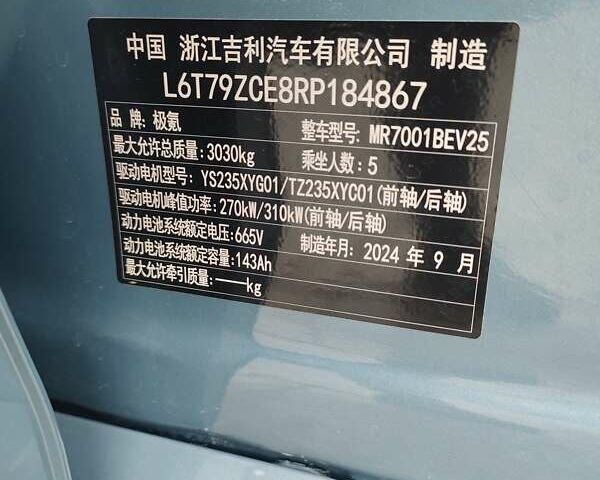 中国 浙江吉利汽车有限公司 制造
L6T79ZCE8RP184867
品 牌: 极氪 整车型号: MR7001BEV25
最大允许总质量: 3030kg 乘坐人数: 5
驱动电机型号: YS235XYG01/TZ235XYC01(前轴/后轴)
驱动电机峰值功率: 270kW/310kW(前轴/后轴)
动力电池系统额定电压: 665V 制造年月: 2024 年 9 月
动力电池系统额定容量: 143Ah
最大允许牵引质量: ——kg